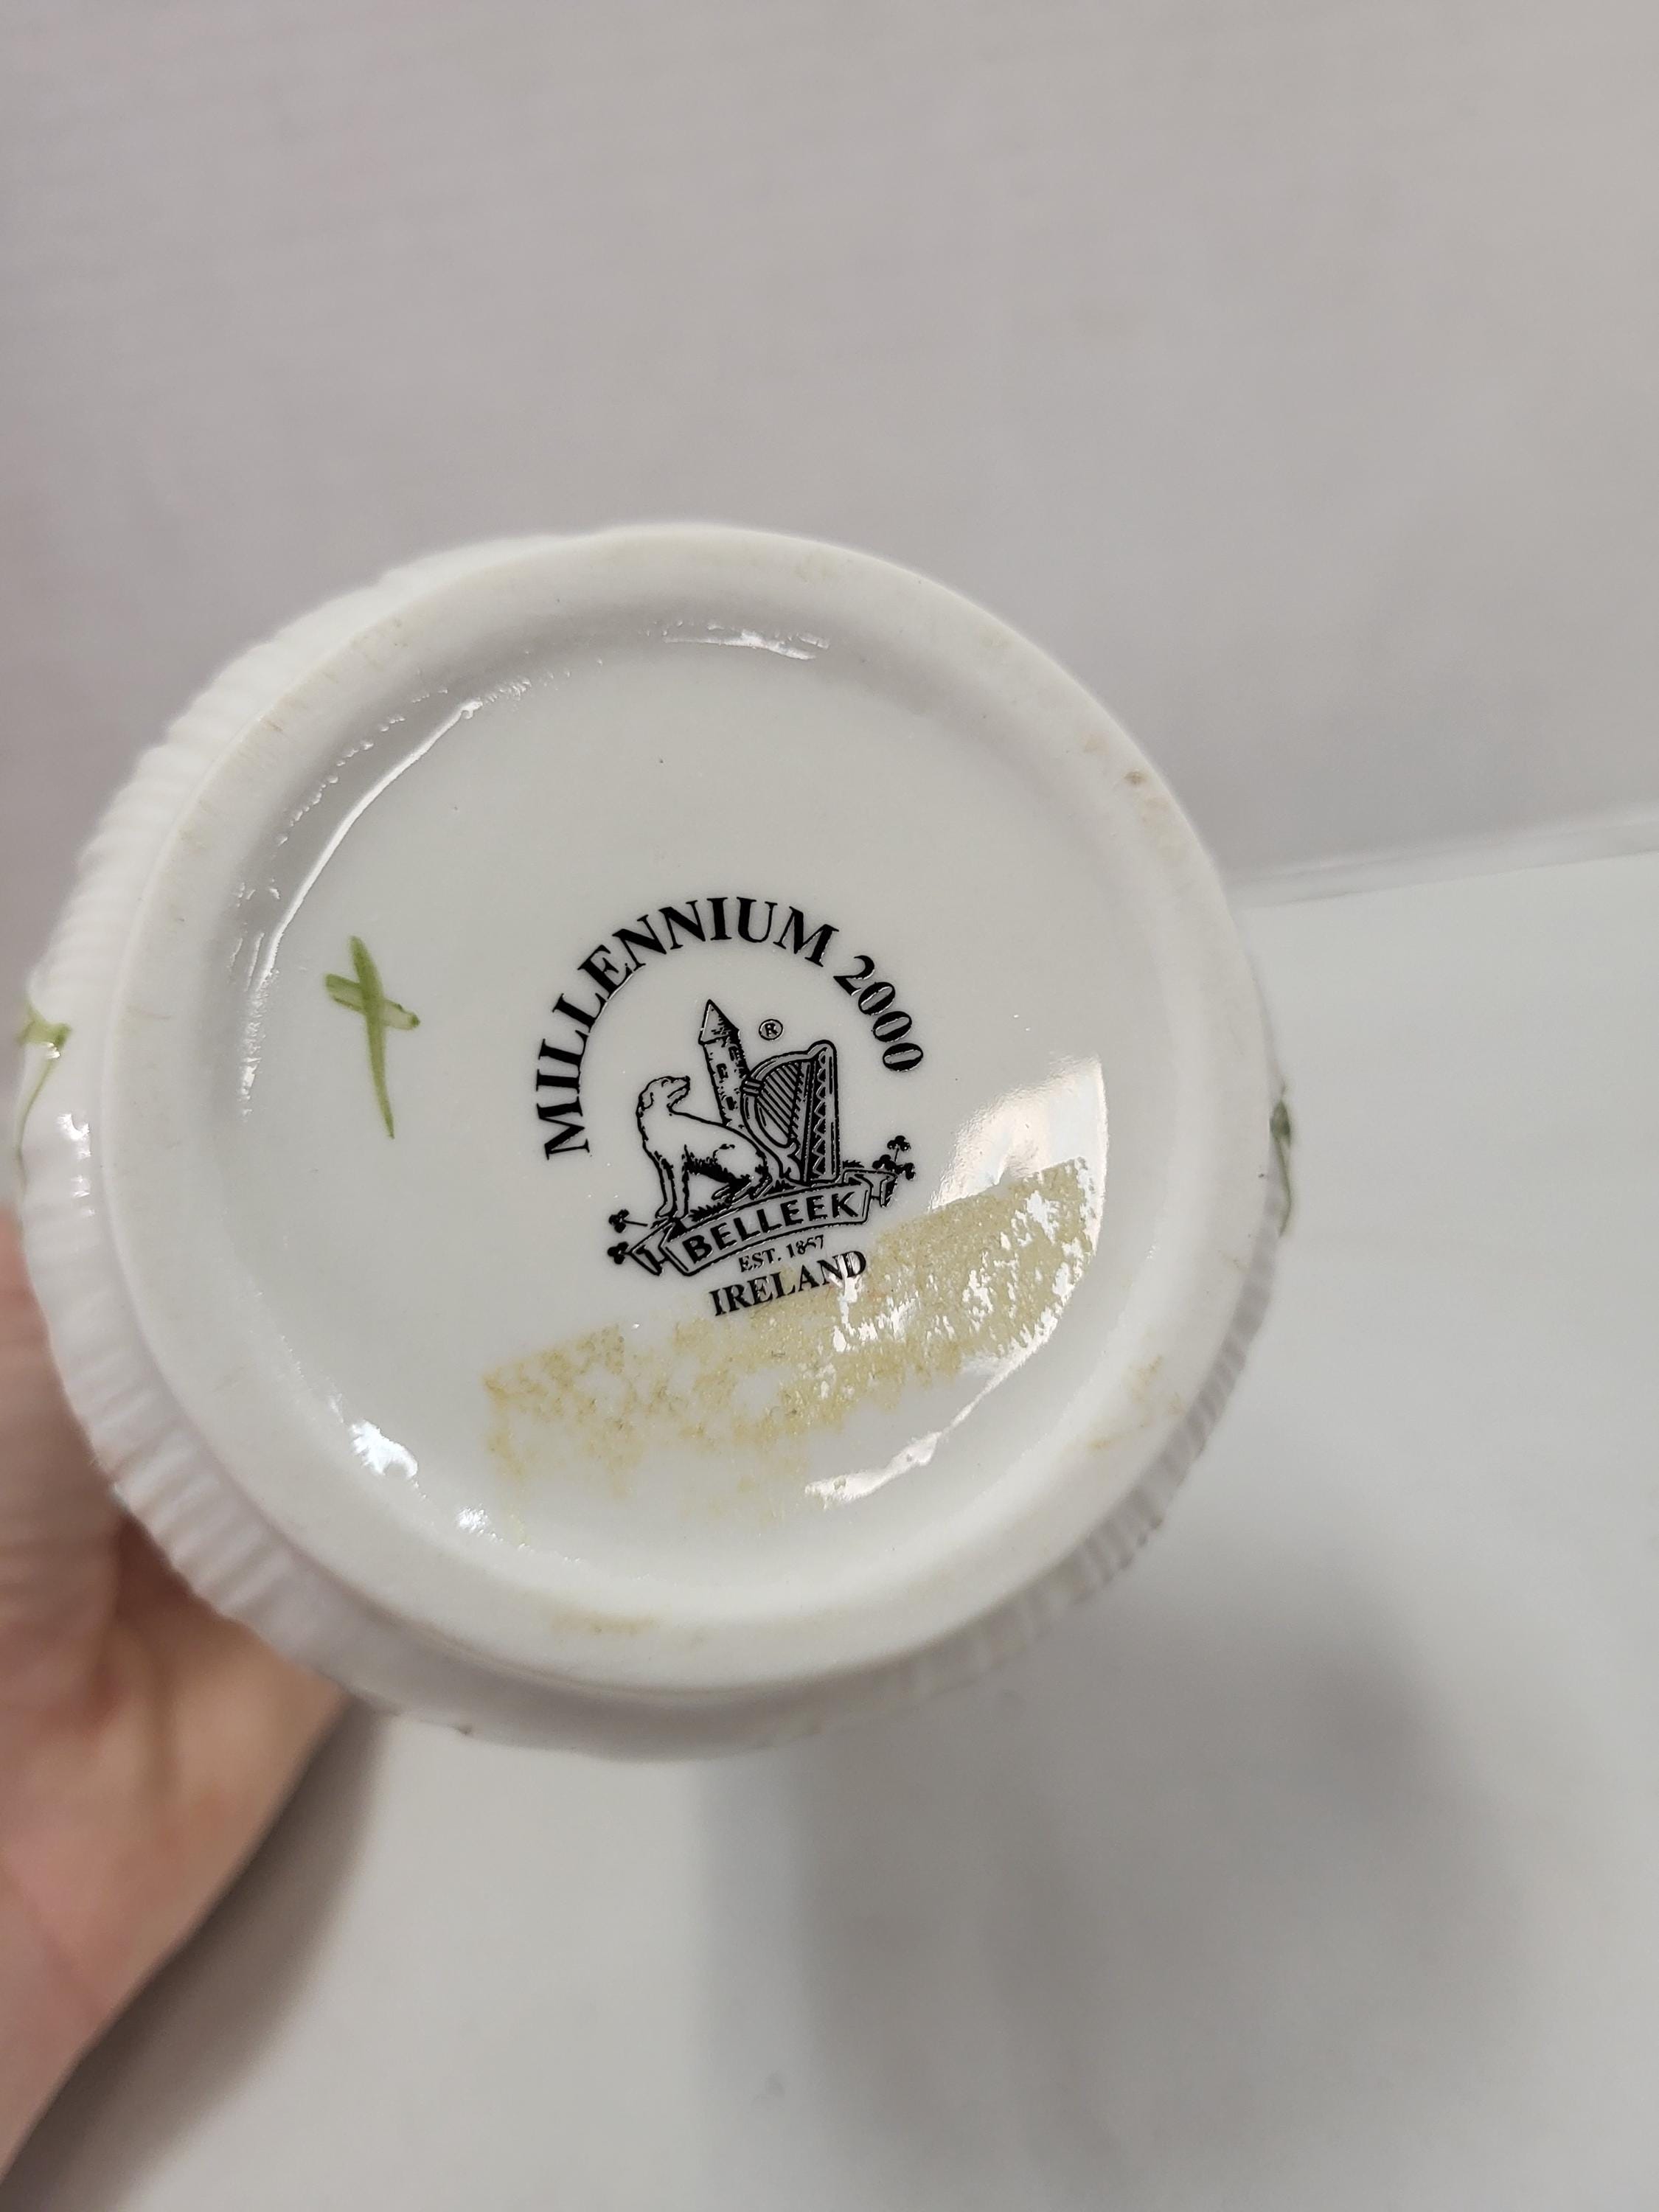 MILLENNIUM 2000
®
BELLEEK
EST. 1857
IRELAND